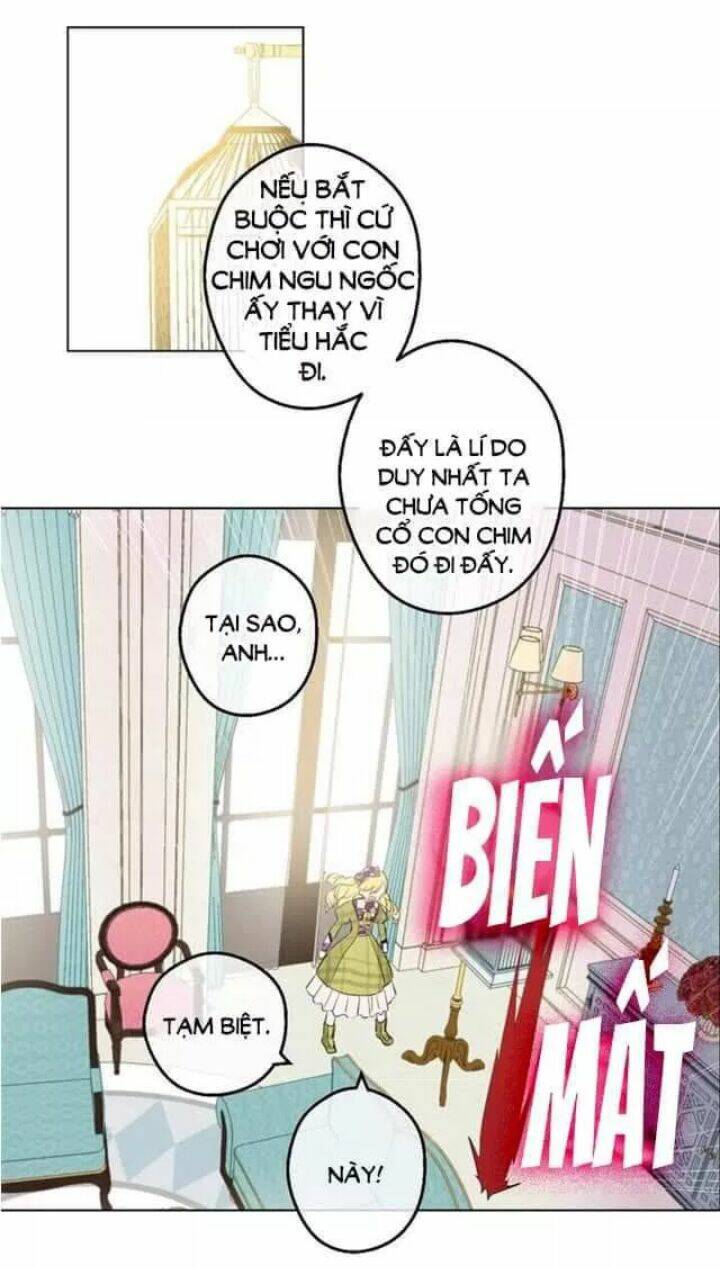 NẾU BẮT
BUỘC THÌ CỨ
CHƠI VỚI CON
CHIM NGU NGỐC
ẤY THAY VÌ
TIỂU HẮC
ĐI.
ĐẤY LÀ LÍ DO
DUY NHẤT TA
CHƯA TỐNG
CỔ CON CHIM
ĐÓ ĐI ĐẤY.
TẠI SAO,
ANH...
BIẾN
MẤT
TẠM BIỆT.
NÀY!